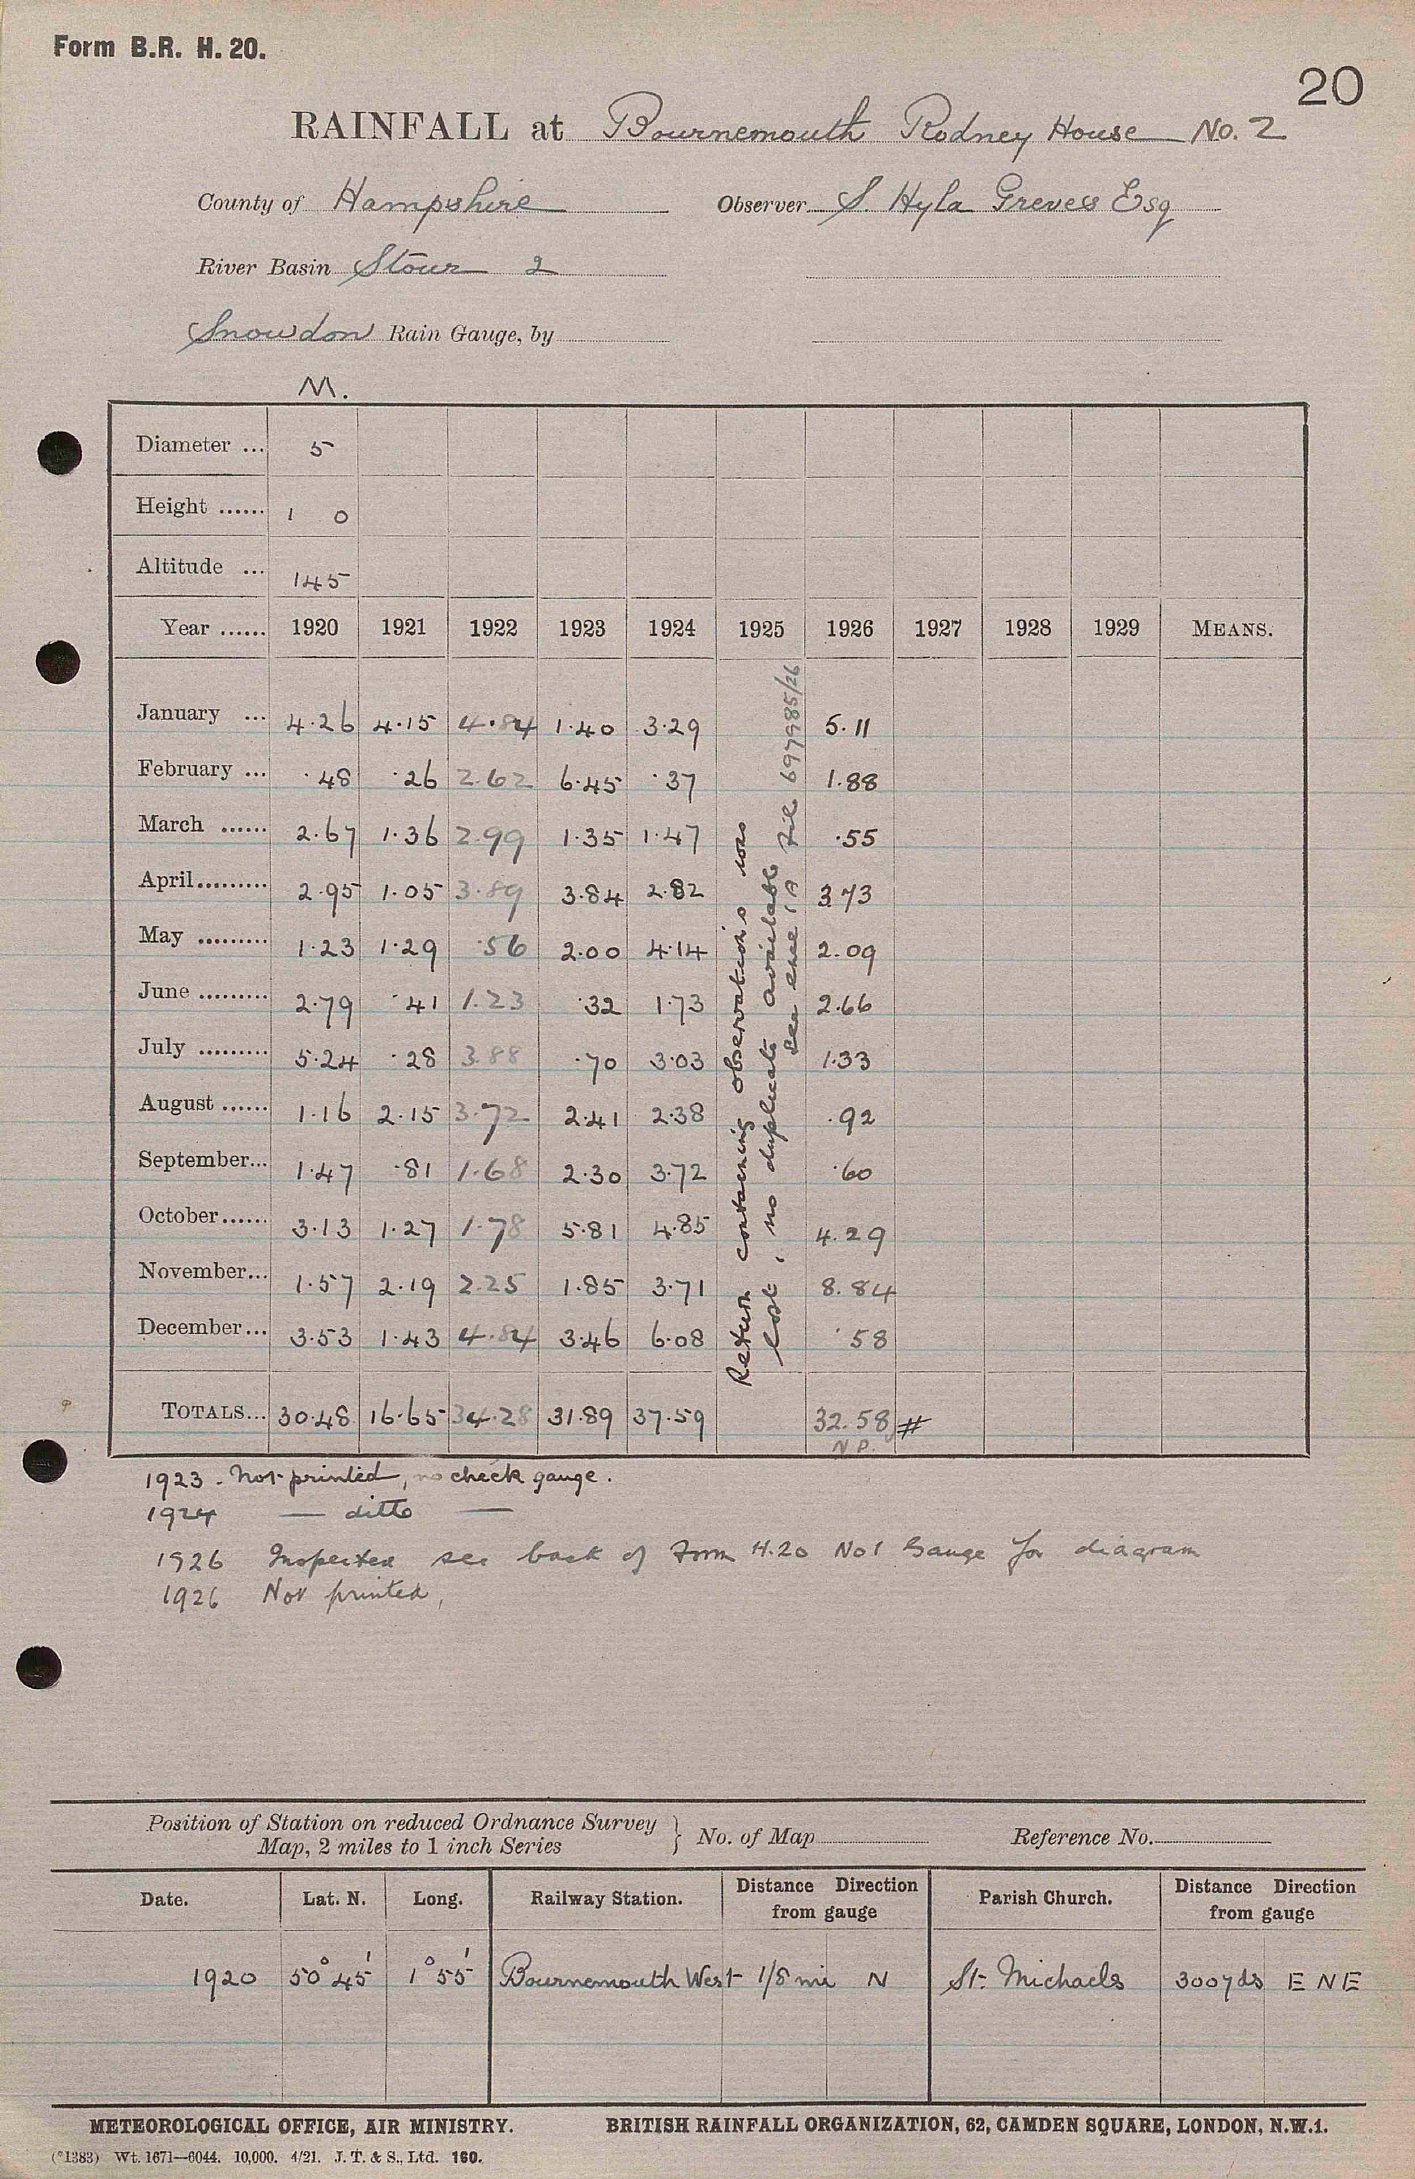 Form B.R. H. 20.
20
RAINFALL at Bournemouth Rodney House No. 2
County of Hampshire Observer S. Hyla Greves Esq
River Basin Stour 2
Snowdon Rain Gauge, by
M.
Diameter ... 5
Height ...... 1 0
Altitude ... 145
Year ...... 1920 1921 1922 1923 1924 1925 1926 1927 1928 1929 MEANS.
January ... 4.26 4.15 4.84 1.40 3.29 5.11
February ... .48 .26 2.62 6.45 .37 1.88
March ...... 2.67 1.36 2.99 1.35 1.47 .55
April......... 2.95 1.05 3.89 3.84 2.82 3.73
May ......... 1.23 1.29 .56 2.00 4.14 2.09
June ......... 2.79 .41 1.23 .32 1.73 2.66
July ......... 5.24 .28 3.88 .70 3.03 1.33
August ...... 1.16 2.15 3.72 2.41 2.38 .92
September... 1.47 .81 1.68 2.30 3.72 .60
October...... 3.13 1.27 1.78 5.81 4.85 4.29
November... 1.57 2.19 2.25 1.85 3.71 8.84
December... 3.53 1.43 4.84 3.46 6.08 .58
TOTALS... 30.48 16.65 34.28 31.89 37.59 32.58 #
N P.
Return containing observations was
lost, no duplicate available
See File 697985/26
1923 - Not printed, no check gauge.
1924 — ditto —
1926 Inspected see back of Form H.20 No 1 Gauge for diagram
1926 Not printed,
Position of Station on reduced Ordnance Survey
Map, 2 miles to 1 inch Series } No. of Map Reference No.
Date. Lat. N. Long. Railway Station. Distance Direction from gauge Parish Church. Distance Direction from gauge
1920 50° 45' 1° 55' Bournemouth West 1/8 mi N St. Michaels 300 yds E N E
METEOROLOGICAL OFFICE, AIR MINISTRY. BRITISH RAINFALL ORGANIZATION, 62, CAMDEN SQUARE, LONDON, N.W.1.
(*1383) Wt. 1671—6044. 10,000. 4/21. J. T. & S., Ltd. 160.